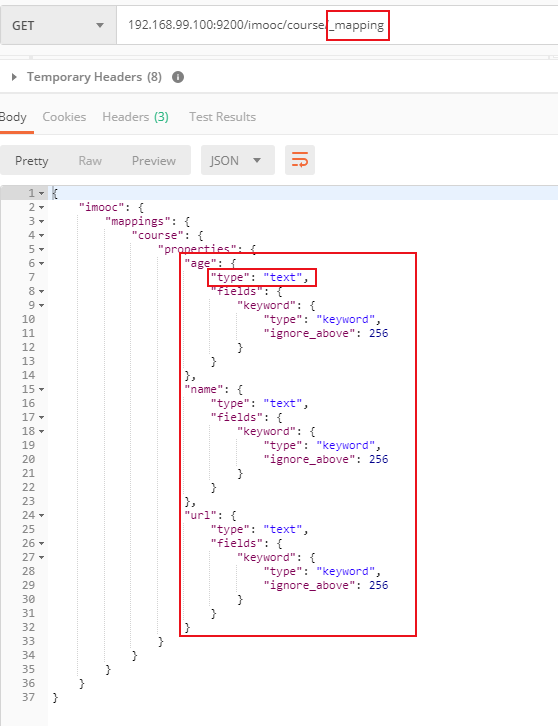 GET 192.168.99.100:9200/imooc/course/_mapping
Temporary Headers (8)
Body Cookies Headers (3) Test Results
Pretty Raw Preview JSON
1 {
2 "imooc": {
3 "mappings": {
4 "course": {
5 "properties": {
6 "age": {
7 "type": "text",
8 "fields": {
9 "keyword": {
10 "type": "keyword",
11 "ignore_above": 256
12 }
13 }
14 },
15 "name": {
16 "type": "text",
17 "fields": {
18 "keyword": {
19 "type": "keyword",
20 "ignore_above": 256
21 }
22 }
23 },
24 "url": {
25 "type": "text",
26 "fields": {
27 "keyword": {
28 "type": "keyword",
29 "ignore_above": 256
30 }
31 }
32 }
33 }
34 }
35 }
36 }
37 }